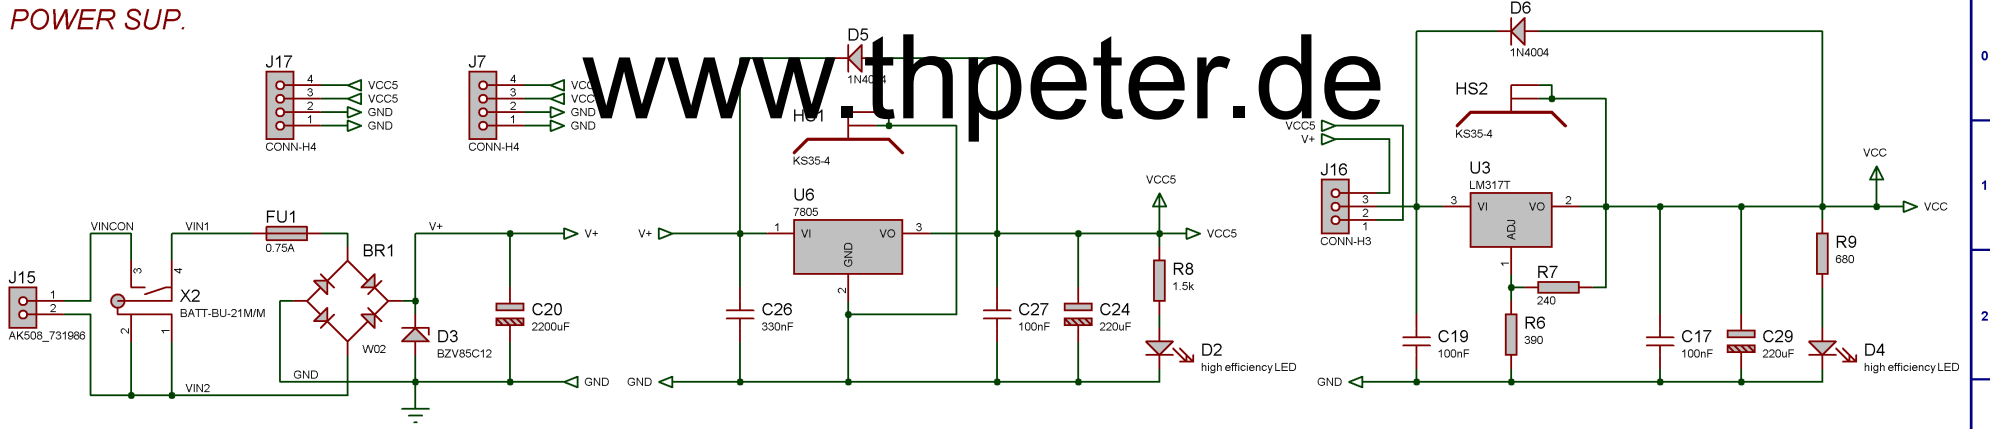 POWER SUP.
www.thpeter.de
J17
4
3
2
1
VCC5
VCC5
GND
GND
CONN-H4
J7
4
3
2
1
VCC
VCC
GND
GND
CONN-H4
J15
1
2
AK508_731986
VINCON
VIN1
3
4
X2
BATT-BU-21M/M
2
1
VIN2
FU1
0.75A
BR1
W02
GND
V+
D3
BZV85C12
C20
2200uF
V+
GND
D5
1N4004
KS35-4
V+
U6
7805
1
VI
VO
3
GND
2
C26
330nF
GND
C27
100nF
C24
220uF
VCC5
VCC5
R8
1.5k
D2
high efficiency LED
D6
1N4004
HS2
KS35-4
VCC5
V+
J16
3
2
1
CONN-H3
U3
LM317T
3
VI
VO
2
ADJ
1
R7
240
R6
390
C19
100nF
GND
C17
100nF
C29
220uF
VCC
VCC
R9
680
D4
high efficiency LED
0
1
2